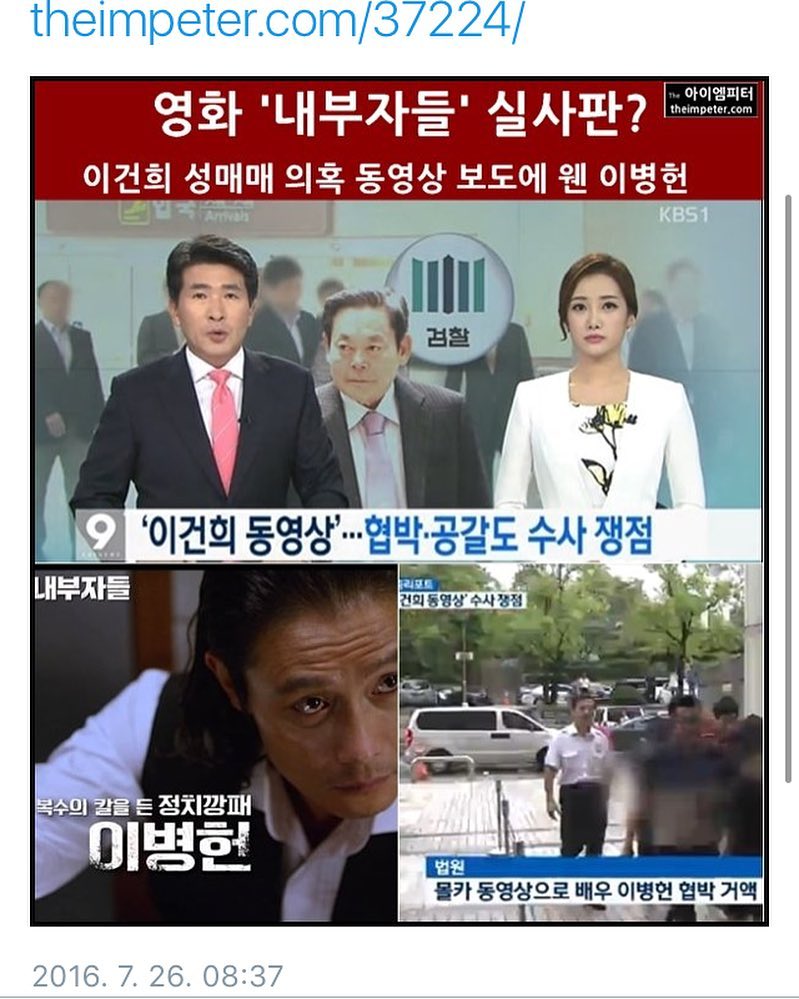 theimpeter.com/37224/
영화 '내부자들' 실사판?
The 아이엠피터
theimpeter.com
이건희 성매매 의혹 동영상 보도에 웬 이병헌
Arrivals
KBS1
검찰
9 '이건희 동영상'…협박·공갈도 수사 쟁점
내부자들
복수의 칼을 든 정치깡패
이병헌
리포트
건희 동영상' 수사 쟁점
법원
몰카 동영상으로 배우 이병헌 협박 거액
2016. 7. 26. 08:37